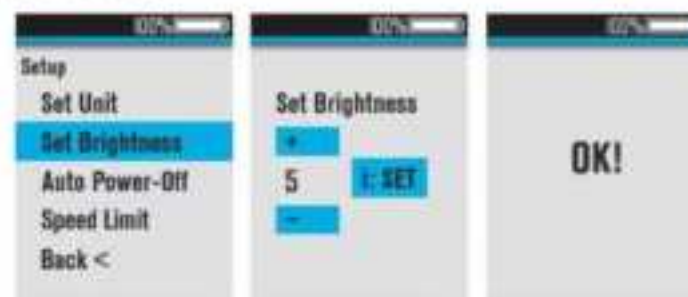 100%
Setup
Set Unit
Set Brightness
Auto Power-Off
Speed Limit
Back <
100%
Set Brightness
+
5
i: SET
-
100%
OK!